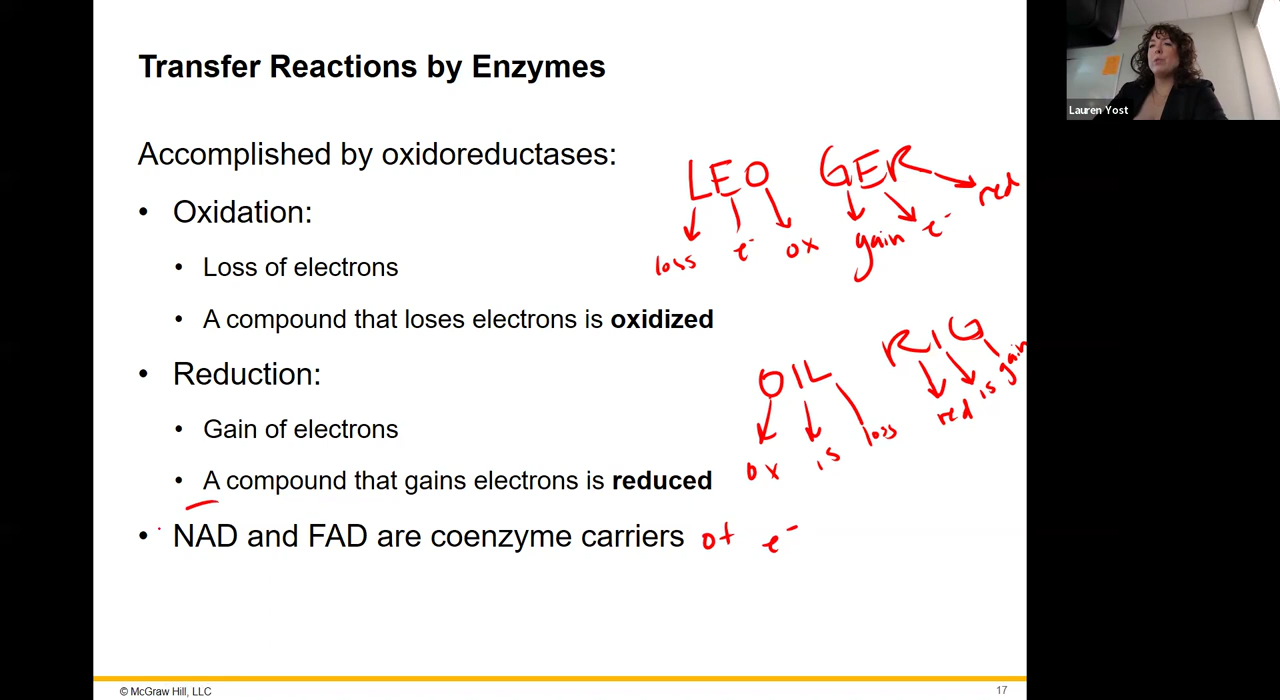 Transfer Reactions by Enzymes
Lauren Yost
Accomplished by oxidoreductases:
LEO GER
red
loss e⁻ ox gain e⁻
• Oxidation:
• Loss of electrons
• A compound that loses electrons is oxidized
• Reduction:
• Gain of electrons
• A compound that gains electrons is reduced
OIL RIG
ox is loss red is gain
• NAD and FAD are coenzyme carriers of e⁻
© McGraw Hill, LLC
17